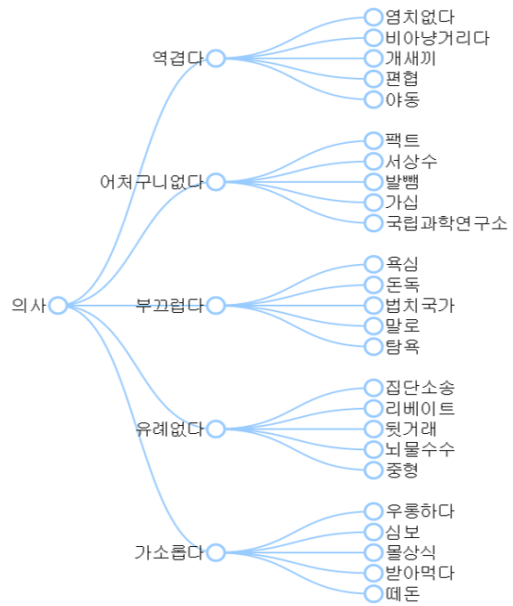 염치없다
비아냥거리다
역겹다
개새끼
편협
야동
팩트
서상수
어처구니없다
발뺌
가십
국립과학연구소
욕심
돈독
의사
부끄럽다
법치국가
말로
탐욕
집단소송
리베이트
유례없다
뒷거래
뇌물수수
중형
우롱하다
심보
가소롭다
몰상식
받아먹다
떼돈